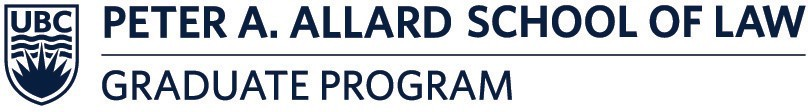 UBC
PETER A. ALLARD SCHOOL OF LAW
GRADUATE PROGRAM